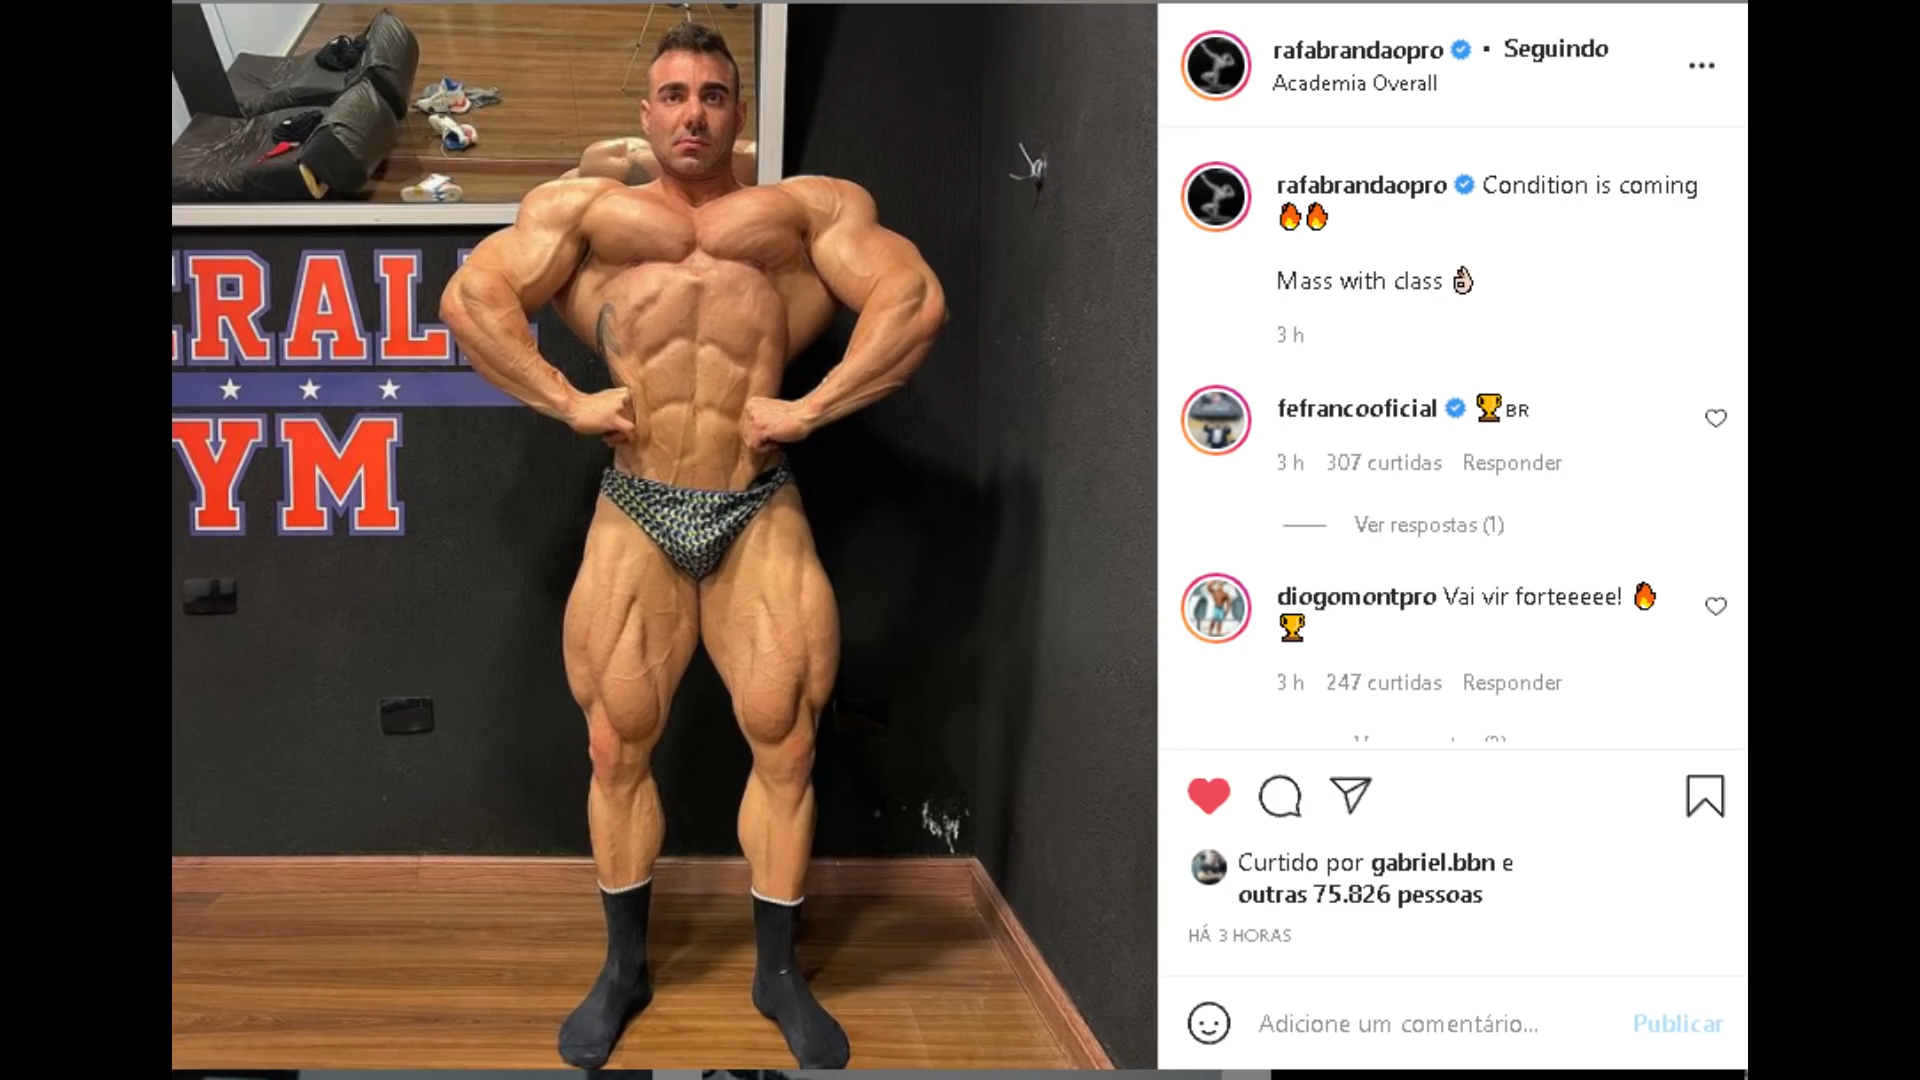 ERALL
YM
rafabrandaopro • Seguindo
Academia Overall
rafabrandaopro Condition is coming
🔥🔥
Mass with class 👌🏻
3 h
fefrancooficial 🏆BR
3 h 307 curtidas Responder
Ver respostas (1)
diogomontpro Vai vir forteeeee! 🔥
🏆
3 h 247 curtidas Responder
Curtido por gabriel.bbn e
outras 75.826 pessoas
HÁ 3 HORAS
Adicione um comentário... Publicar